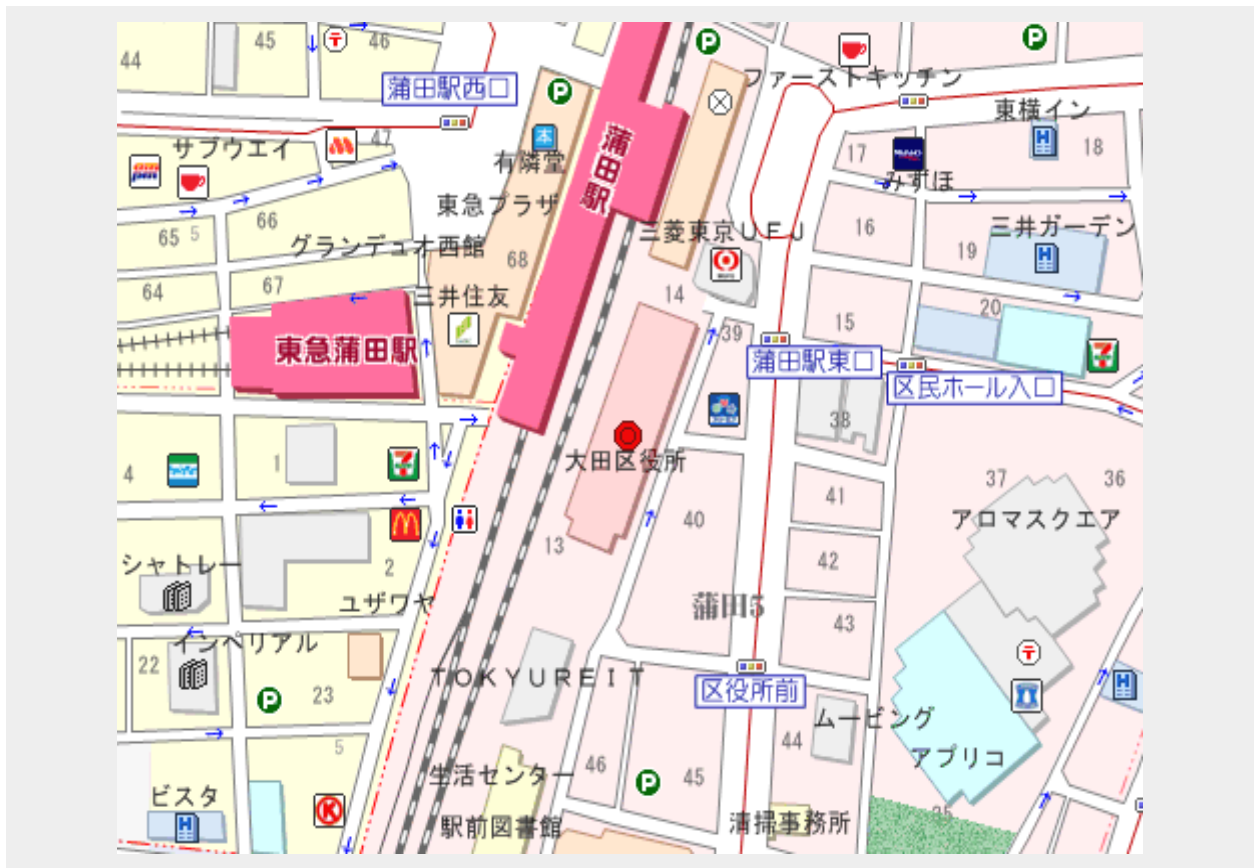 44
45
46
P
P
蒲田駅西口
P
ファーストキッチン
47
サブウエイ
本
有隣堂
蒲田駅
東横イン
H
18
17
みずほ
東急プラザ
66
65
5
グランデュオ西館
68
三菱東京UFJ
16
三井ガーデン
19
H
64
67
三井住友
14
39
15
20
東急蒲田駅
蒲田駅東口
区民ホール入口
7
38
4
1
7
大田区役所
37
36
41
アロマスクエア
40
13
42
シャトレー
2
ユザワヤ
蒲田5
43
インペリアル
22
23
P
TOKYUREIT
区役所前
H
ムービング
44
アプリコ
5
生活センター
46
P
45
ビスタ
H
K
駅前図書館
清掃事務所
35